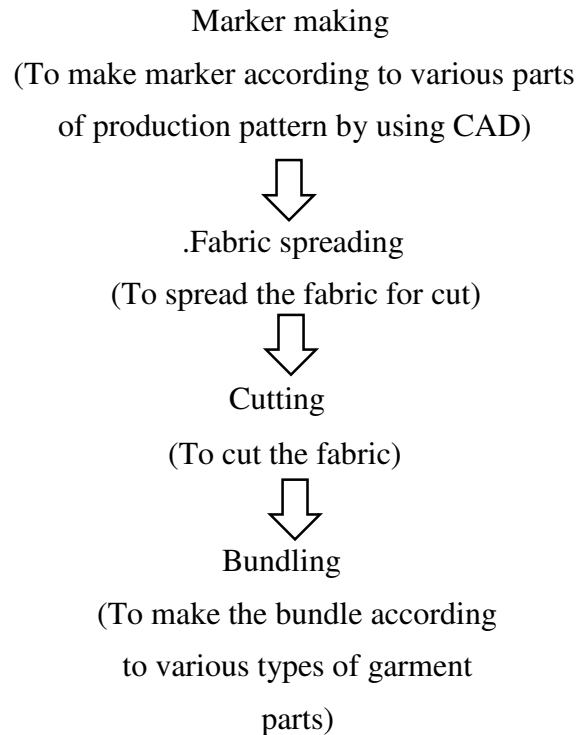 Marker making
(To make marker according to various parts
of production pattern by using CAD)
.Fabric spreading
(To spread the fabric for cut)
Cutting
(To cut the fabric)
Bundling
(To make the bundle according
to various types of garment
parts)